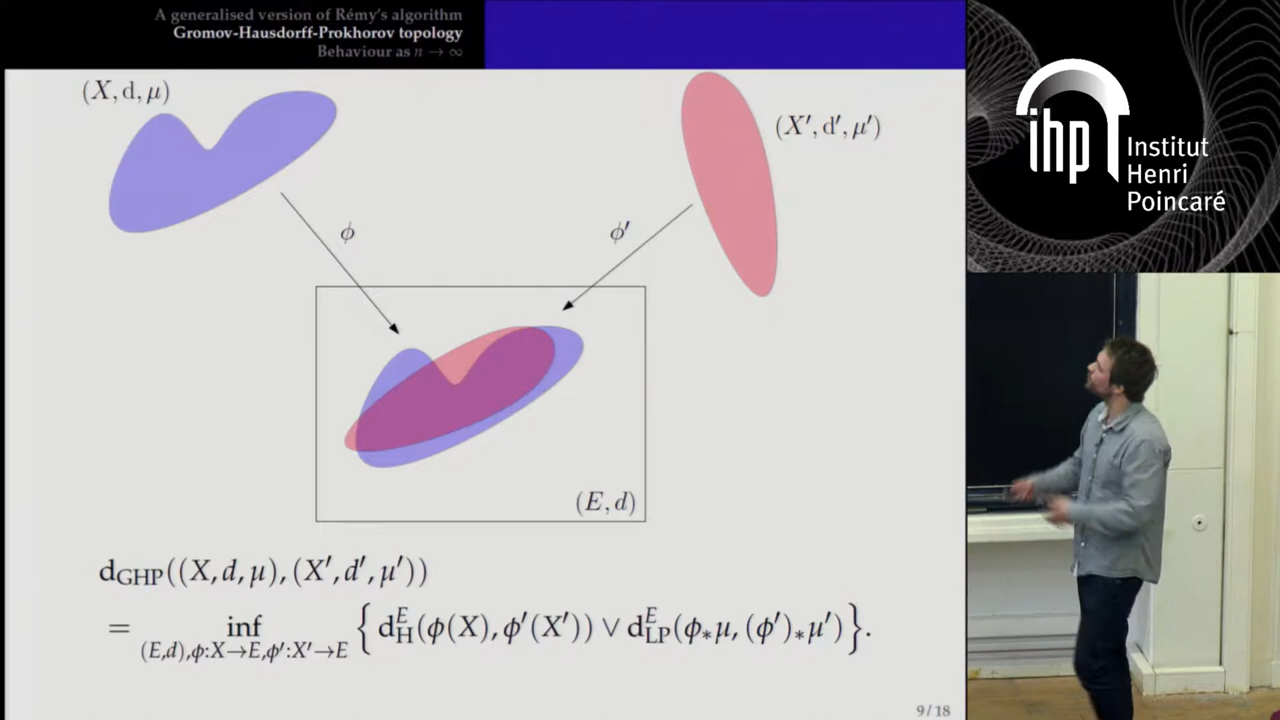 A generalised version of Rémy's algorithm
Gromov-Hausdorff-Prokhorov topology
Behaviour as n → ∞
(X, d, μ)
(X′, d′, μ′)
ϕ
ϕ′
(E, d)
d_GHP((X, d, μ), (X′, d′, μ′))
= inf_{(E,d),ϕ:X→E,ϕ′:X′→E} { d_H^E(ϕ(X), ϕ′(X′)) ∨ d_LP^E(ϕ_*μ, (ϕ′)_*μ′) }.
9 / 18
ihp
Institut
Henri
Poincaré